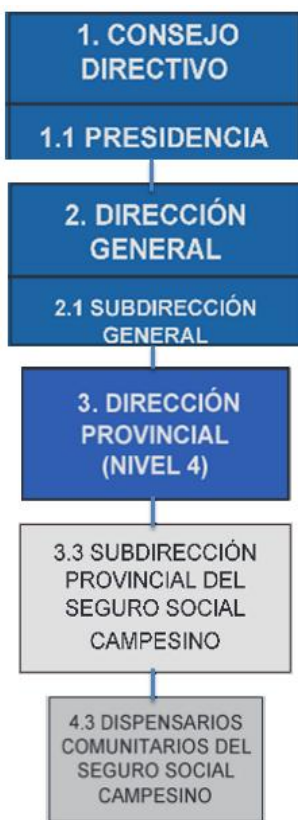 1. CONSEJO
DIRECTIVO
1.1 PRESIDENCIA
2. DIRECCIÓN
GENERAL
2.1 SUBDIRECCIÓN
GENERAL
3. DIRECCIÓN
PROVINCIAL
(NIVEL 4)
3.3 SUBDIRECCIÓN
PROVINCIAL DEL
SEGURO SOCIAL
CAMPESINO
4.3 DISPENSARIOS
COMUNITARIOS DEL
SEGURO SOCIAL
CAMPESINO